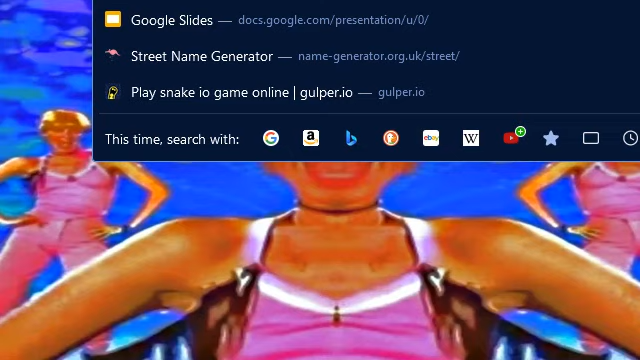 Google Slides — docs.google.com/presentation/u/0/
Street Name Generator — name-generator.org.uk/street/
Play snake io game online | gulper.io — gulper.io
This time, search with: G a b ebay W